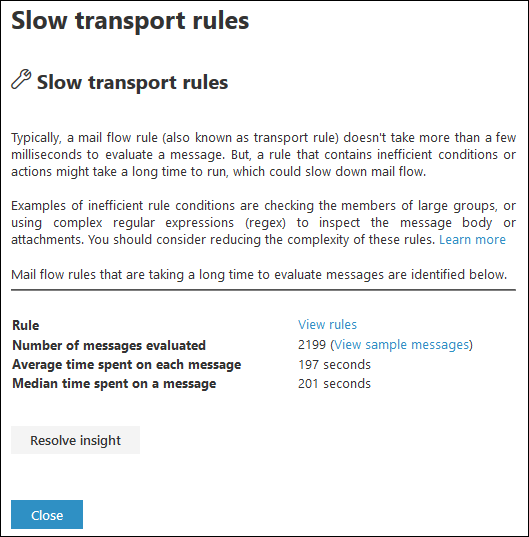 Slow transport rules
Slow transport rules
Typically, a mail flow rule (also known as transport rule) doesn't take more than a few
milliseconds to evaluate a message. But, a rule that contains inefficient conditions or
actions might take a long time to run, which could slow down mail flow.
Examples of inefficient rule conditions are checking the members of large groups, or
using complex regular expressions (regex) to inspect the message body or
attachments. You should consider reducing the complexity of these rules. Learn more
Mail flow rules that are taking a long time to evaluate messages are identified below.
Rule View rules
Number of messages evaluated 2199 (View sample messages)
Average time spent on each message 197 seconds
Median time spent on a message 201 seconds
Resolve insight
Close